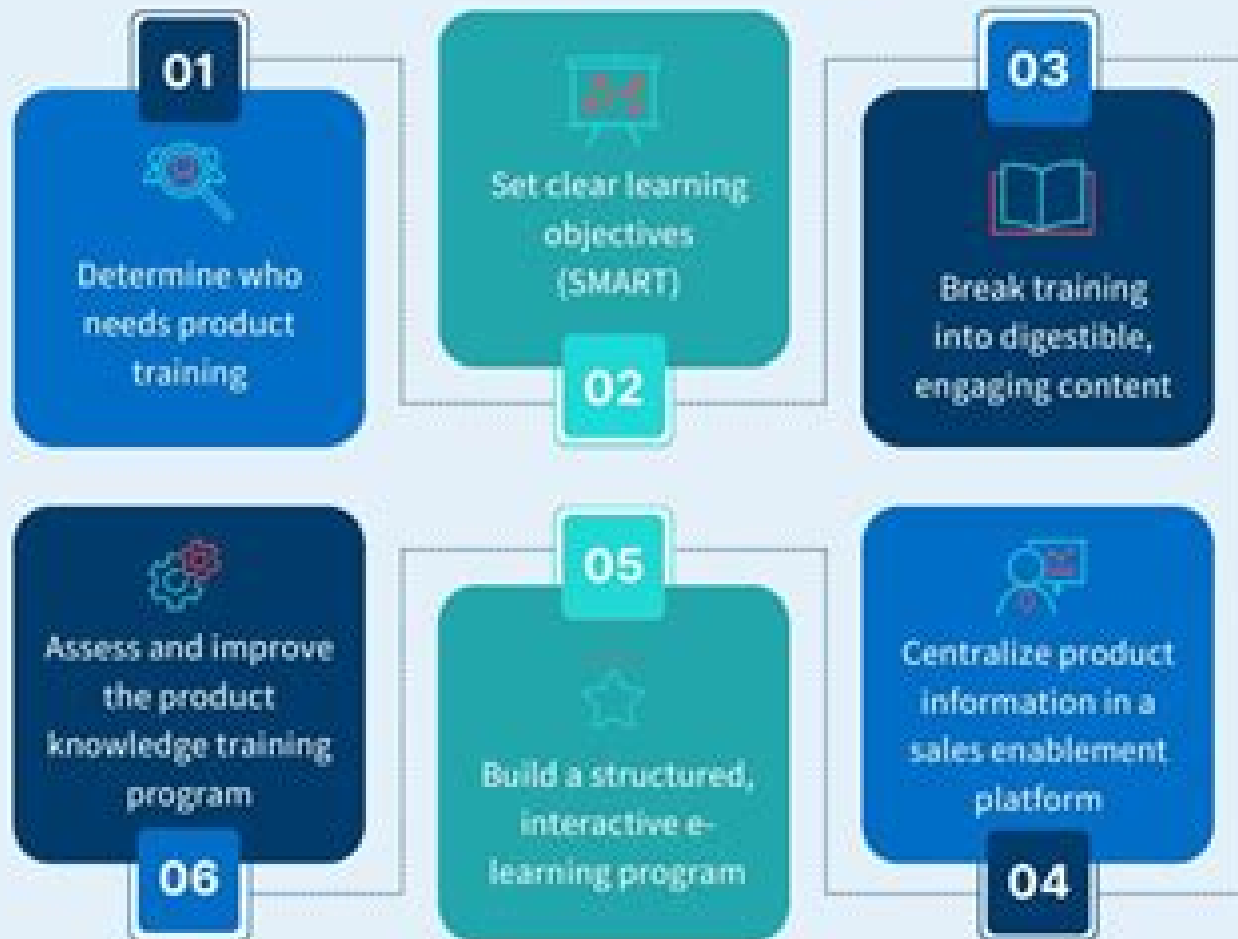 01
Determine who
needs product
training
Set clear learning
objectives
(SMART)
02
03
Break training
into digestible,
engaging content
Centralize product
information in a
sales enablement
platform
04
05
Build a structured,
interactive e-
learning program
Assess and improve
the product
knowledge training
program
06